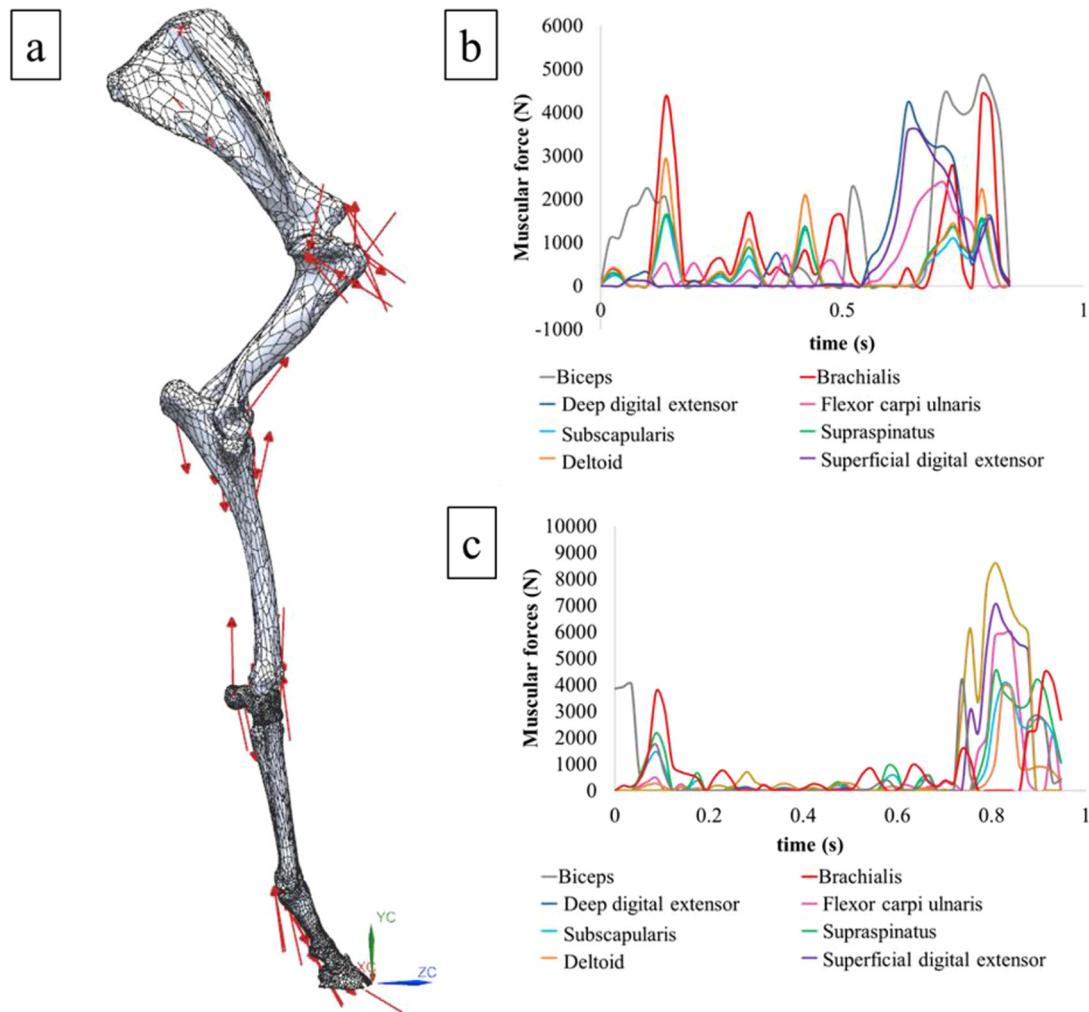 a
YC
XC
ZC
b
6000
5000
4000
3000
2000
1000
0
-1000
Muscular force (N)
0
0.5
1
time (s)
Biceps
Brachialis
Deep digital extensor
Flexor carpi ulnaris
Subscapularis
Supraspinatus
Deltoid
Superficial digital extensor
c
10000
9000
8000
7000
6000
5000
4000
3000
2000
1000
0
Muscular forces (N)
0
0.2
0.4
0.6
0.8
1
time (s)
Biceps
Brachialis
Deep digital extensor
Flexor carpi ulnaris
Subscapularis
Supraspinatus
Deltoid
Superficial digital extensor